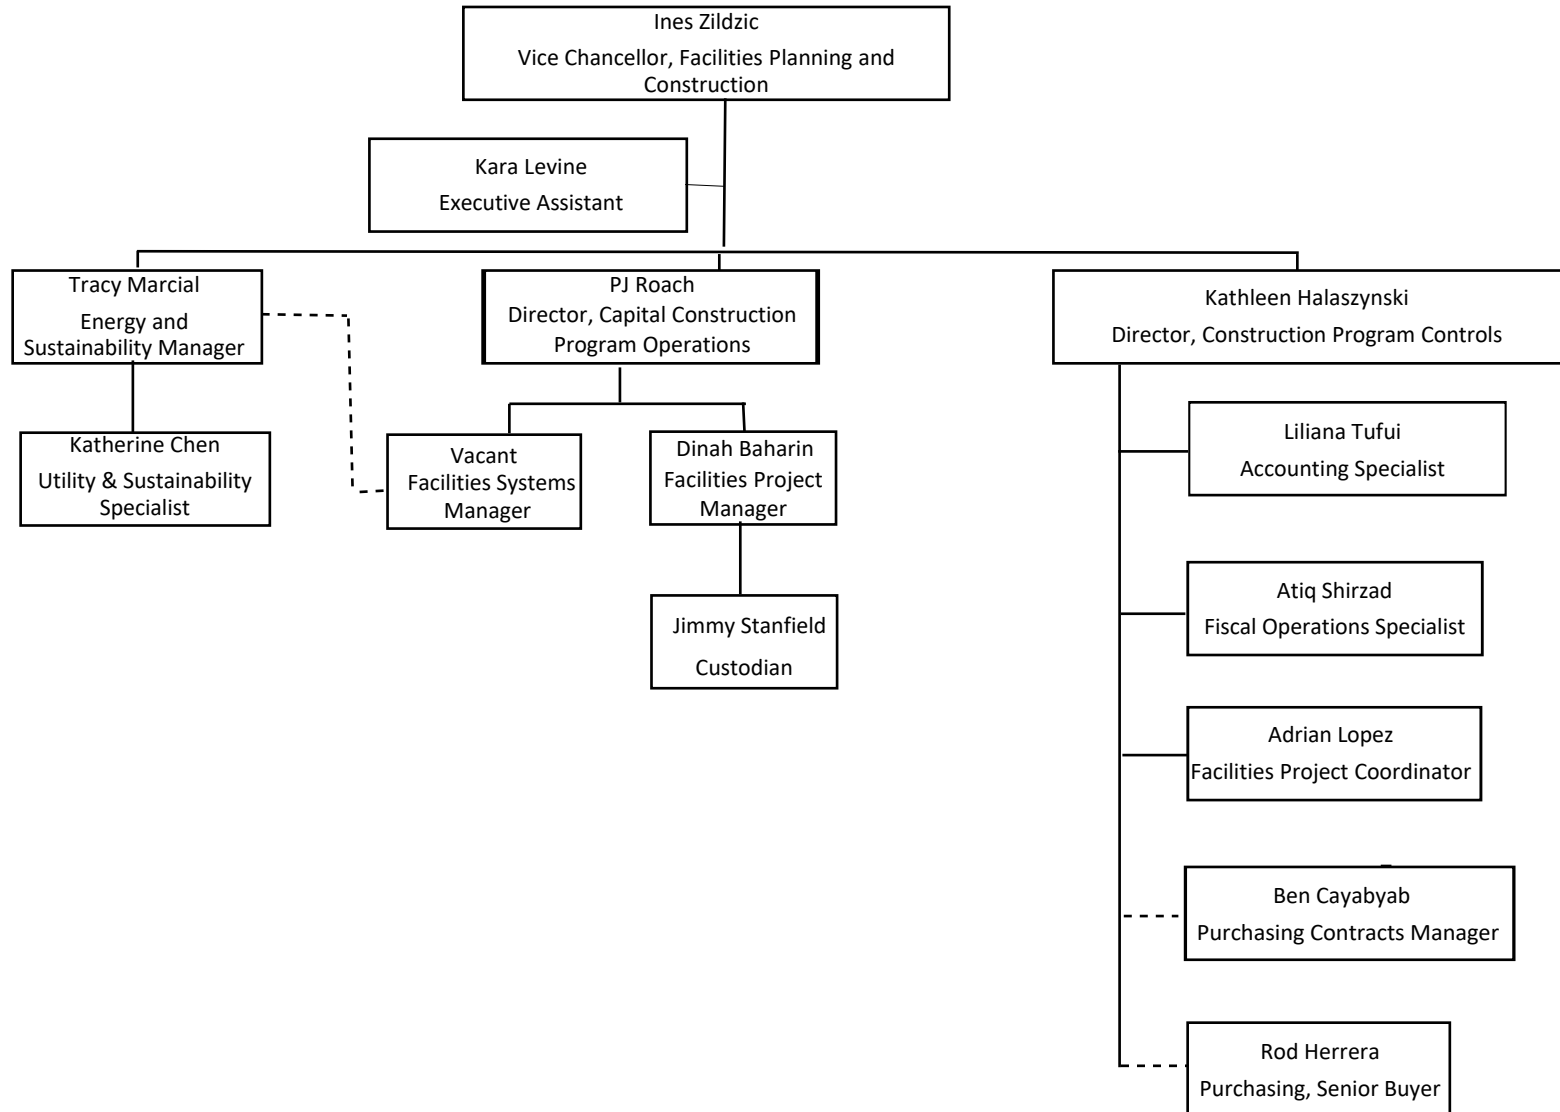 Ines Zildzic
Vice Chancellor, Facilities Planning and
Construction
Kara Levine
Executive Assistant
Tracy Marcial
Energy and
Sustainability Manager
PJ Roach
Director, Capital Construction
Program Operations
Kathleen Halaszynski
Director, Construction Program Controls
Katherine Chen
Utility & Sustainability
Specialist
Vacant
Facilities Systems
Manager
Dinah Baharin
Facilities Project
Manager
Jimmy Stanfield
Custodian
Liliana Tufui
Accounting Specialist
Atiq Shirzad
Fiscal Operations Specialist
Adrian Lopez
Facilities Project Coordinator
Ben Cayabyab
Purchasing Contracts Manager
Rod Herrera
Purchasing, Senior Buyer